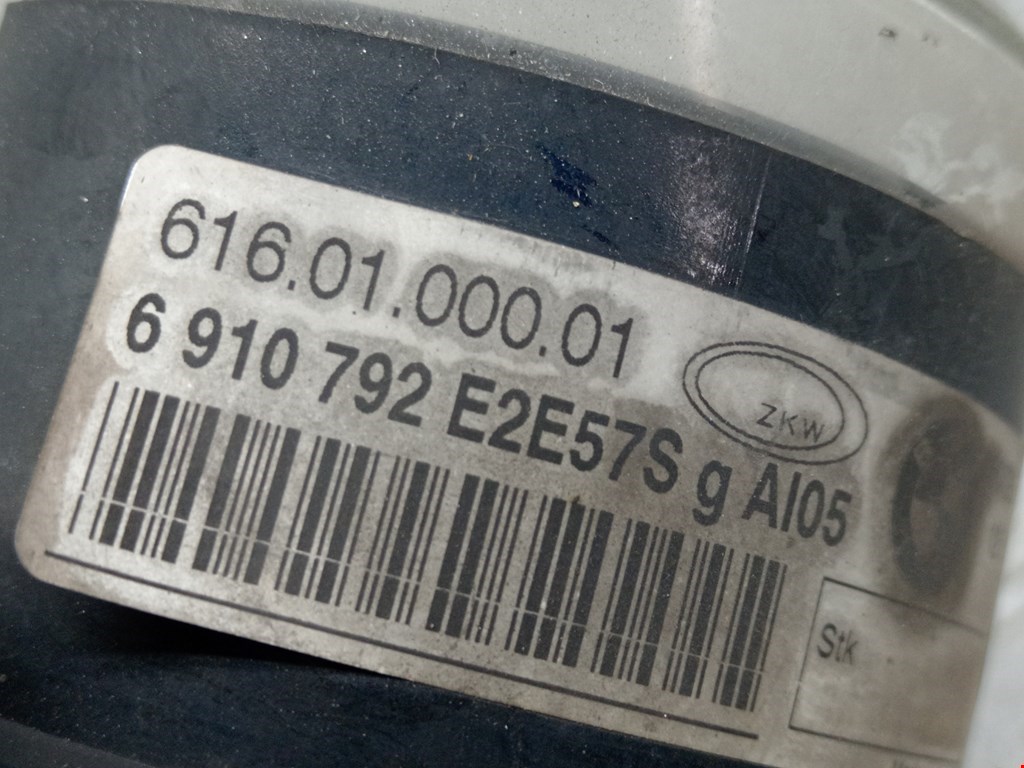 616.01.000.01
ZKW
6 910 792 E2E57S g AI05
Stk